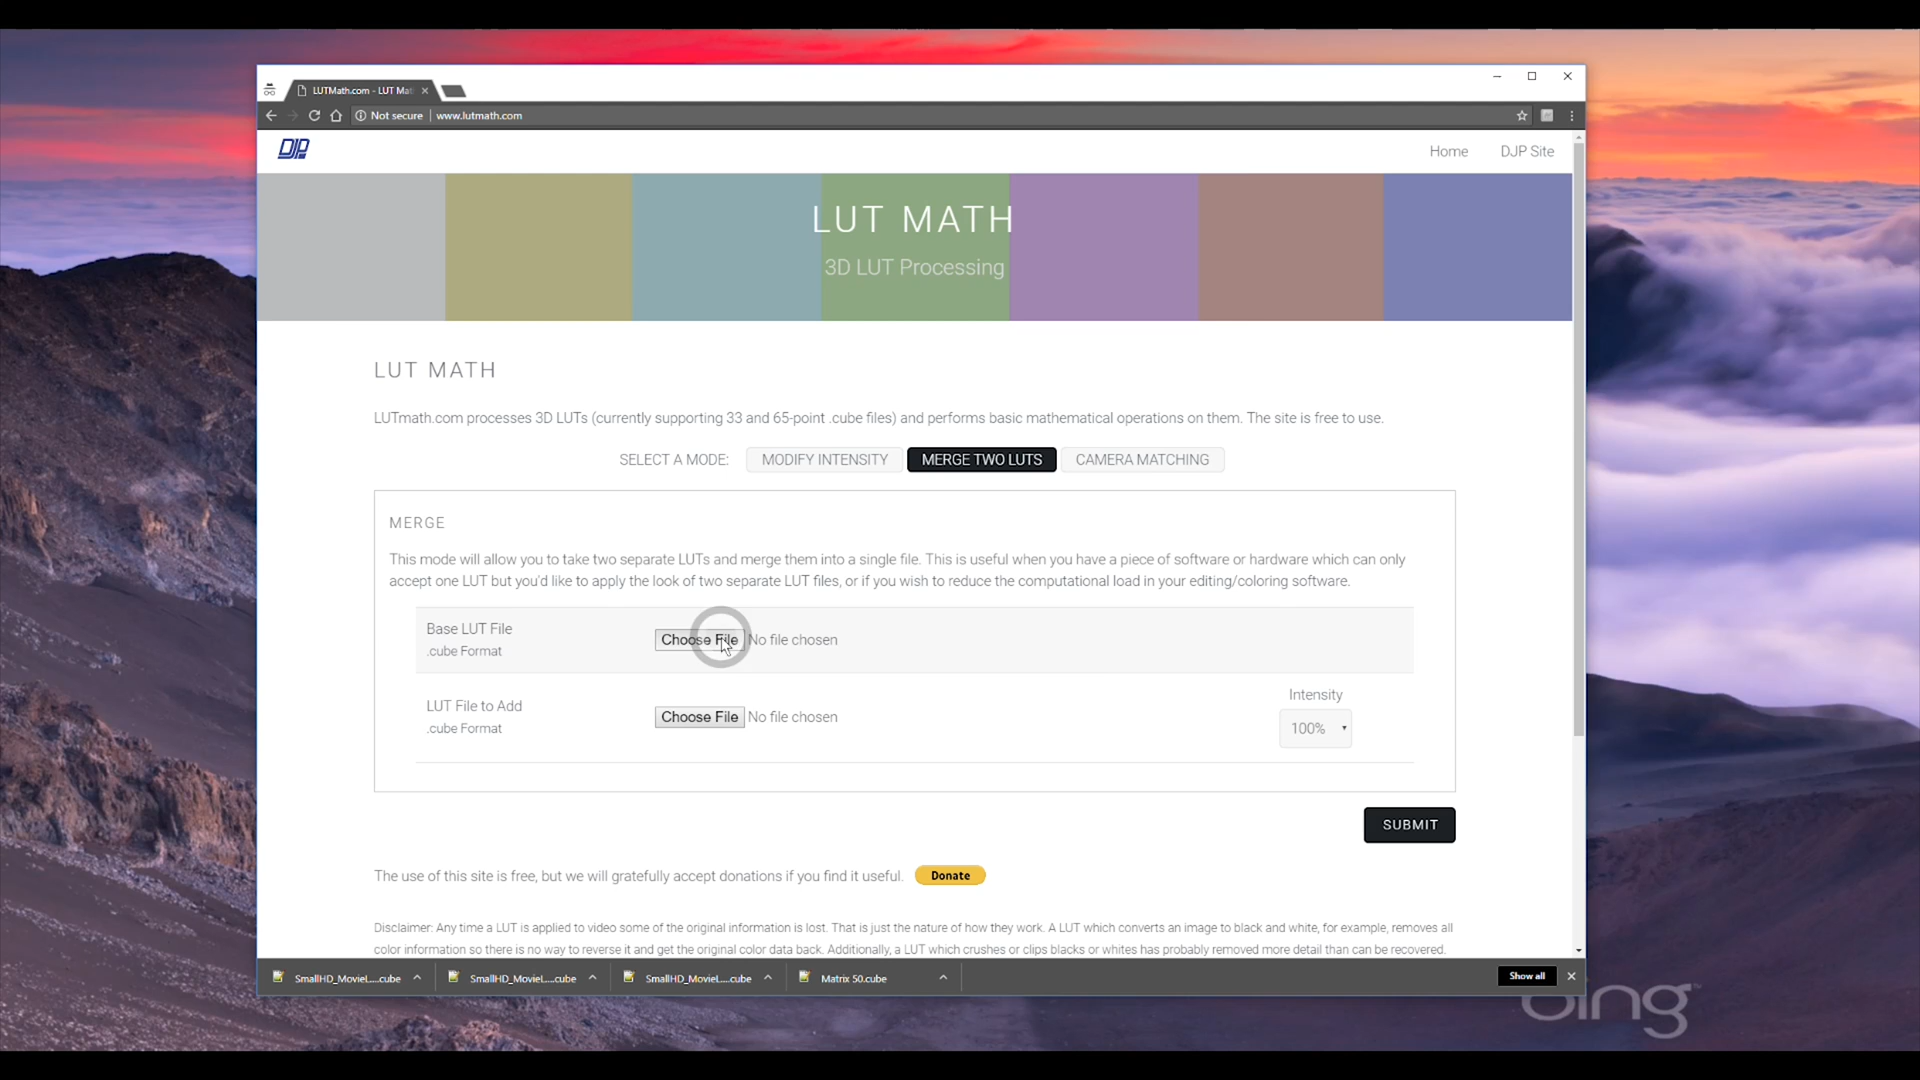 LUTMath.com - LUT Mat
Not secure | www.lutmath.com
DJP
Home
DJP Site
LUT MATH
3D LUT Processing
LUT MATH
LUTmath.com processes 3D LUTs (currently supporting 33 and 65-point .cube files) and performs basic mathematical operations on them. The site is free to use.
SELECT A MODE:
MODIFY INTENSITY
MERGE TWO LUTS
CAMERA MATCHING
MERGE
This mode will allow you to take two separate LUTs and merge them into a single file. This is useful when you have a piece of software or hardware which can only
accept one LUT but you'd like to apply the look of two separate LUT files, or if you wish to reduce the computational load in your editing/coloring software.
Base LUT File
.cube Format
Choose File No file chosen
LUT File to Add
.cube Format
Choose File No file chosen
Intensity
100%
SUBMIT
The use of this site is free, but we will gratefully accept donations if you find it useful.
Donate
Disclaimer: Any time a LUT is applied to video some of the original information is lost. That is just the nature of how they work. A LUT which converts an image to black and white, for example, removes all
color information so there is no way to reverse it and get the original color data back. Additionally, a LUT which crushes or clips blacks or whites has probably removed more detail than can be recovered.
SmallHD_MovieL....cube
SmallHD_MovieL....cube
SmallHD_MovieL....cube
Matrix 50.cube
Show all
bing